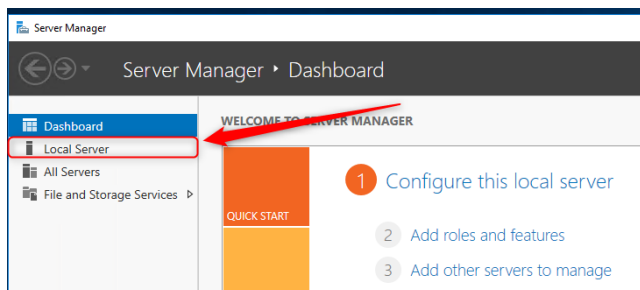 Server Manager
Server Manager • Dashboard
Dashboard
Local Server
All Servers
File and Storage Services
WELCOME TO SERVER MANAGER
QUICK START
1 Configure this local server
2 Add roles and features
3 Add other servers to manage